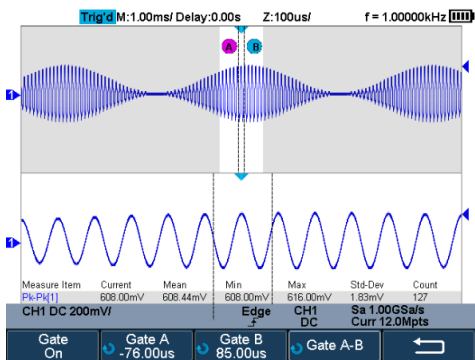 Trig'd M:1.00ms/ Delay:0.00s Z:100us/ f = 1.00000kHz
A B
1
1
Measure Item Current Mean Min Max Std-Dev Count
Pk-Pk[1] 608.00mV 608.44mV 608.00mV 616.00mV 1.83mV 127
CH1 DC 200mV/ Edge CH1 Sa 1.00GSa/s
DC Curr 12.0Mpts
Gate Gate A Gate B Gate A-B
On -76.00us 85.00us